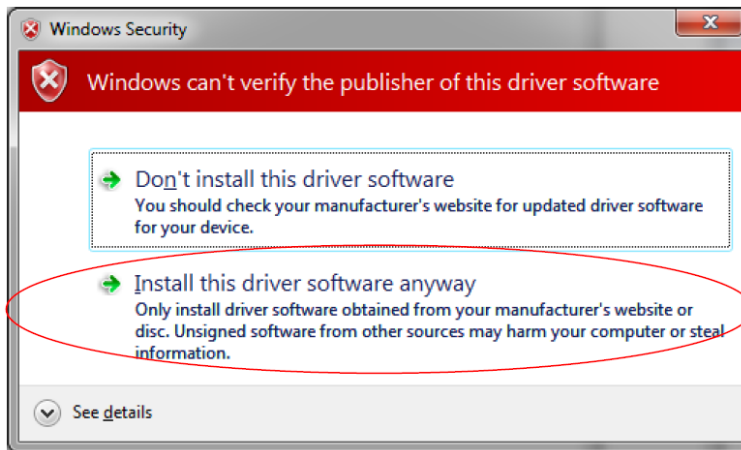 Windows Security
Windows can't verify the publisher of this driver software
Don't install this driver software
You should check your manufacturer's website for updated driver software
for your device.
Install this driver software anyway
Only install driver software obtained from your manufacturer's website or
disc. Unsigned software from other sources may harm your computer or steal
information.
See details